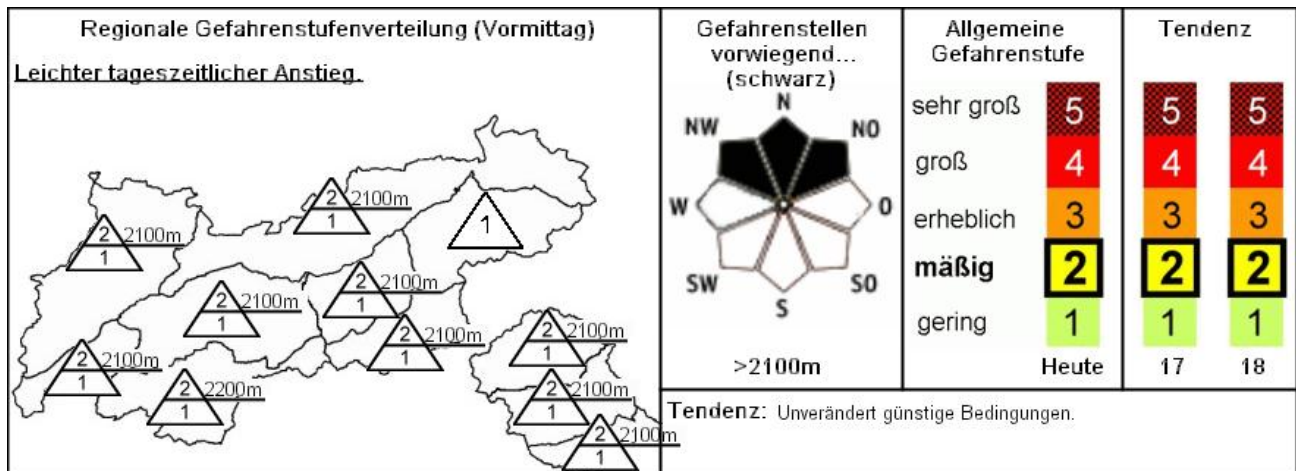 Regionale Gefahrenstufenverteilung (Vormittag)
Leichter tageszeitlicher Anstieg.
2 2100m
1
1
2 2100m
1
2 2100m
1
2 2100m
1
2 2100m
1
2 2100m
1
2 2100m
1
2 2200m
1
2 2100m
1
2 2100m
1
Gefahrenstellen
vorwiegend...
(schwarz)
N
NW NO
W O
SW SO
S
>2100m
Allgemeine
Gefahrenstufe
sehr groß 5
groß 4
erheblich 3
mäßig 2
gering 1
Heute
Tendenz
5 5
4 4
3 3
2 2
1 1
17 18
Tendenz: Unverändert günstige Bedingungen.